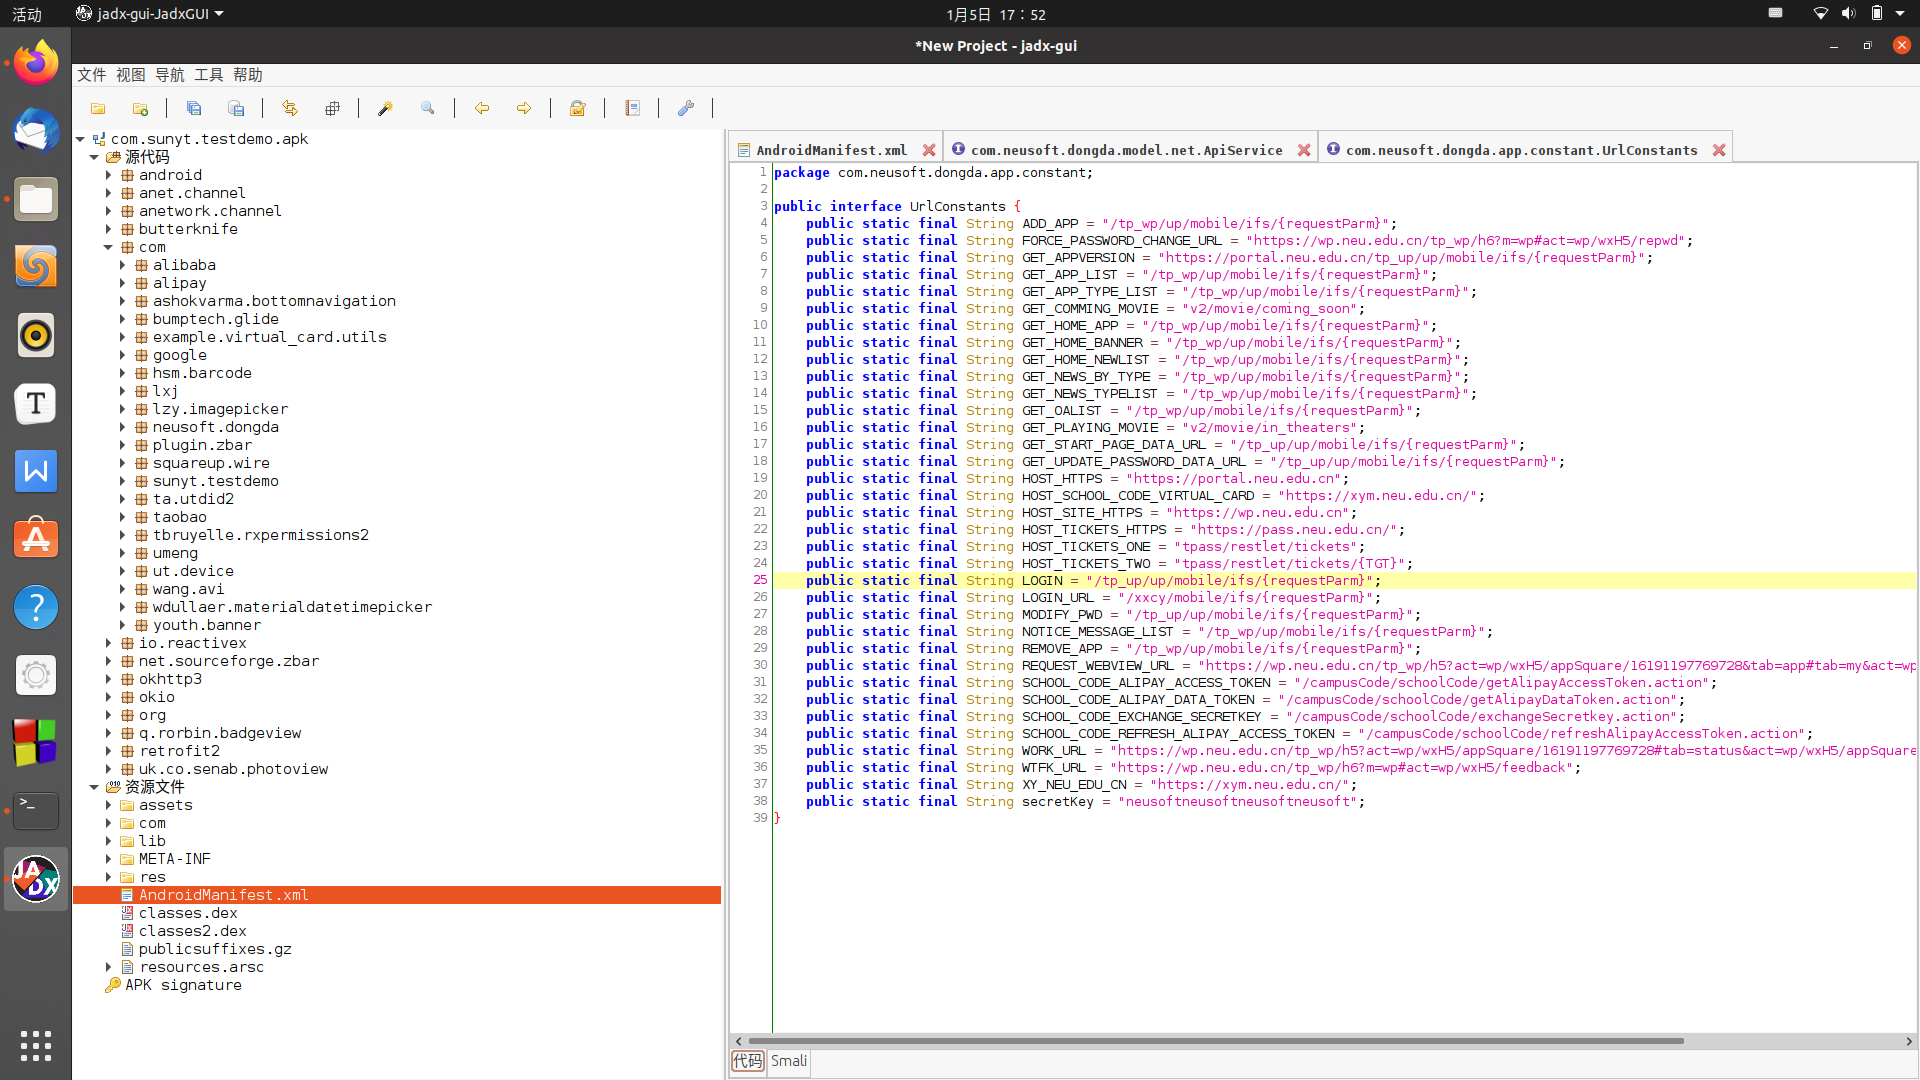 活动
jadx-gui-JadxGUI
1月5日 17：52
*New Project - jadx-gui
文件 视图 导航 工具 帮助
com.sunyt.testdemo.apk
源代码
android
anet.channel
anetwork.channel
butterknife
com
alibaba
alipay
ashokvarma.bottomnavigation
bumptech.glide
example.virtual_card.utils
google
hsm.barcode
lxj
lzy.imagepicker
neusoft.dongda
plugin.zbar
squareup.wire
sunyt.testdemo
ta.utdid2
taobao
tbruyelle.rxpermissions2
umeng
ut.device
wang.avi
wdullaer.materialdatetimepicker
youth.banner
io.reactivex
net.sourceforge.zbar
okhttp3
okio
org
q.rorbin.badgeview
retrofit2
uk.co.senab.photoview
资源文件
assets
com
lib
META-INF
res
AndroidManifest.xml
classes.dex
classes2.dex
publicsuffixes.gz
resources.arsc
APK signature
AndroidManifest.xml
com.neusoft.dongda.model.net.ApiService
com.neusoft.dongda.app.constant.UrlConstants
1 package com.neusoft.dongda.app.constant;
2
3 public interface UrlConstants {
4 public static final String ADD_APP = "/tp_wp/up/mobile/ifs/{requestParm}";
5 public static final String FORCE_PASSWORD_CHANGE_URL = "https://wp.neu.edu.cn/tp_wp/h6?m=wp#act=wp/wxH5/repwd";
6 public static final String GET_APPVERSION = "https://portal.neu.edu.cn/tp_up/up/mobile/ifs/{requestParm}";
7 public static final String GET_APP_LIST = "/tp_wp/up/mobile/ifs/{requestParm}";
8 public static final String GET_APP_TYPE_LIST = "/tp_wp/up/mobile/ifs/{requestParm}";
9 public static final String GET_COMMING_MOVIE = "v2/movie/coming_soon";
10 public static final String GET_HOME_APP = "/tp_wp/up/mobile/ifs/{requestParm}";
11 public static final String GET_HOME_BANNER = "/tp_wp/up/mobile/ifs/{requestParm}";
12 public static final String GET_HOME_NEWLIST = "/tp_wp/up/mobile/ifs/{requestParm}";
13 public static final String GET_NEWS_BY_TYPE = "/tp_wp/up/mobile/ifs/{requestParm}";
14 public static final String GET_NEWS_TYPELIST = "/tp_wp/up/mobile/ifs/{requestParm}";
15 public static final String GET_OALIST = "/tp_wp/up/mobile/ifs/{requestParm}";
16 public static final String GET_PLAYING_MOVIE = "v2/movie/in_theaters";
17 public static final String GET_START_PAGE_DATA_URL = "/tp_up/up/mobile/ifs/{requestParm}";
18 public static final String GET_UPDATE_PASSWORD_DATA_URL = "/tp_up/up/mobile/ifs/{requestParm}";
19 public static final String HOST_HTTPS = "https://portal.neu.edu.cn";
20 public static final String HOST_SCHOOL_CODE_VIRTUAL_CARD = "https://xym.neu.edu.cn/";
21 public static final String HOST_SITE_HTTPS = "https://wp.neu.edu.cn";
22 public static final String HOST_TICKETS_HTTPS = "https://pass.neu.edu.cn/";
23 public static final String HOST_TICKETS_ONE = "tpass/restlet/tickets";
24 public static final String HOST_TICKETS_TWO = "tpass/restlet/tickets/{TGT}";
25 public static final String LOGIN = "/tp_up/up/mobile/ifs/{requestParm}";
26 public static final String LOGIN_URL = "/xxcy/mobile/ifs/{requestParm}";
27 public static final String MODIFY_PWD = "/tp_up/up/mobile/ifs/{requestParm}";
28 public static final String NOTICE_MESSAGE_LIST = "/tp_wp/up/mobile/ifs/{requestParm}";
29 public static final String REMOVE_APP = "/tp_wp/up/mobile/ifs/{requestParm}";
30 public static final String REQUEST_WEBVIEW_URL = "https://wp.neu.edu.cn/tp_wp/h5?act=wp/wxH5/appSquare/16191197769728&tab=app#tab=my&act=wp
31 public static final String SCHOOL_CODE_ALIPAY_ACCESS_TOKEN = "/campusCode/schoolCode/getAlipayAccessToken.action";
32 public static final String SCHOOL_CODE_ALIPAY_DATA_TOKEN = "/campusCode/schoolCode/getAlipayDataToken.action";
33 public static final String SCHOOL_CODE_EXCHANGE_SECRETKEY = "/campusCode/schoolCode/exchangeSecretkey.action";
34 public static final String SCHOOL_CODE_REFRESH_ALIPAY_ACCESS_TOKEN = "/campusCode/schoolCode/refreshAlipayAccessToken.action";
35 public static final String WORK_URL = "https://wp.neu.edu.cn/tp_wp/h5?act=wp/wxH5/appSquare/16191197769728#tab=status&act=wp/wxH5/appSquare
36 public static final String WTFK_URL = "https://wp.neu.edu.cn/tp_wp/h6?m=wp#act=wp/wxH5/feedback";
37 public static final String XY_NEU_EDU_CN = "https://xym.neu.edu.cn/";
38 public static final String secretKey = "neusoftneusoftneusoftneusoft";
39 }
代码 Smali